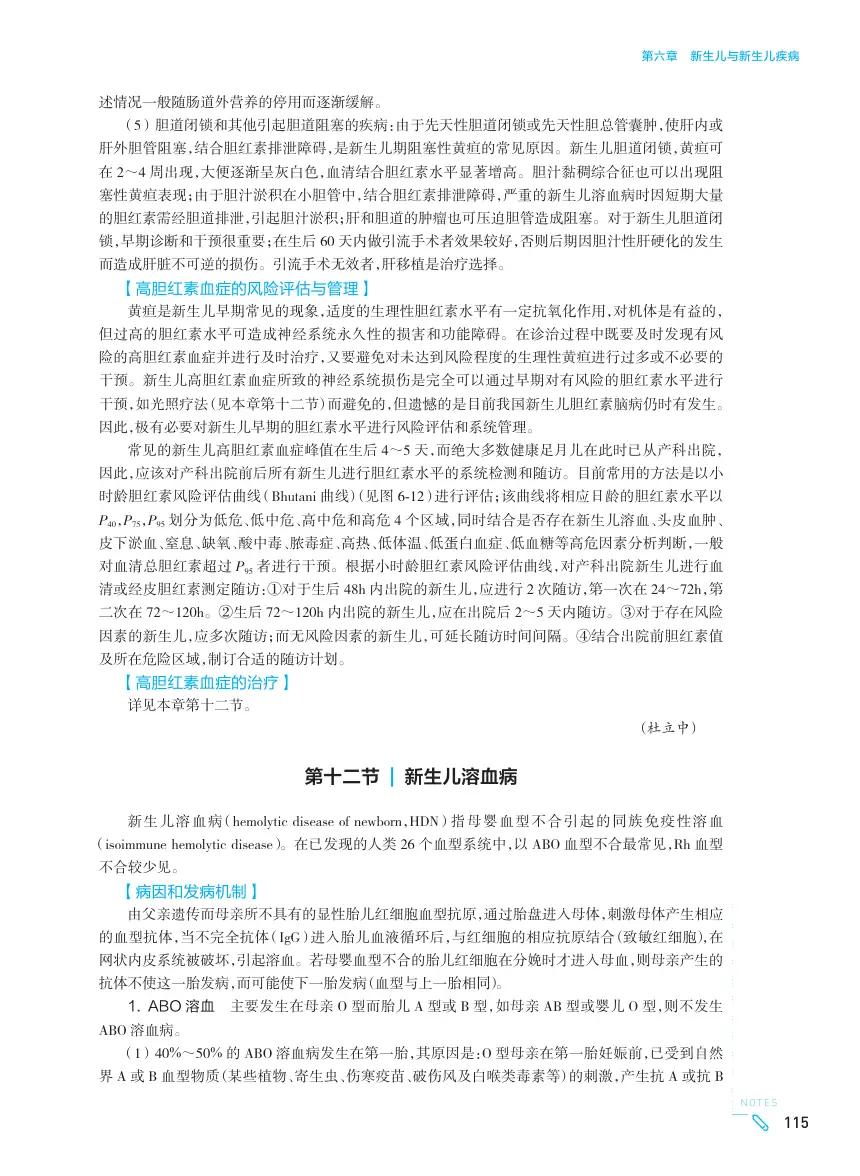 第六章 新生儿与新生儿疾病
述情况一般随肠道外营养的停用而逐渐缓解。
（5）胆道闭锁和其他引起胆道阻塞的疾病：由于先天性胆道闭锁或先天性胆总管囊肿，使肝内或
肝外胆管阻塞，结合胆红素排泄障碍，是新生儿期阻塞性黄疸的常见原因。新生儿胆道闭锁，黄疸可
在 2～4 周出现，大便逐渐呈灰白色，血清结合胆红素水平显著增高。胆汁黏稠综合征也可以出现阻
塞性黄疸表现；由于胆汁淤积在小胆管中，结合胆红素排泄障碍，严重的新生儿溶血病时因短期大量
的胆红素需经胆道排泄，引起胆汁淤积；肝和胆道的肿瘤也可压迫胆管造成阻塞。对于新生儿胆道闭
锁，早期诊断和干预很重要；在生后 60 天内做引流手术者效果较好，否则后期因胆汁性肝硬化的发生
而造成肝脏不可逆的损伤。引流手术无效者，肝移植是治疗选择。
【高胆红素血症的风险评估与管理】
黄疸是新生儿早期常见的现象，适度的生理性胆红素水平有一定抗氧化作用，对机体是有益的，
但过高的胆红素水平可造成神经系统永久性的损害和功能障碍。在诊治过程中既要及时发现有风
险的高胆红素血症并进行及时治疗，又要避免对未达到风险程度的生理性黄疸进行过多或不必要的
干预。新生儿高胆红素血症所致的神经系统损伤是完全可以通过早期对有风险的胆红素水平进行
干预，如光照疗法（见本章第十二节）而避免的，但遗憾的是目前我国新生儿胆红素脑病仍时有发生。
因此，极有必要对新生儿早期的胆红素水平进行风险评估和系统管理。
常见的新生儿高胆红素血症峰值在生后 4～5 天，而绝大多数健康足月儿在此时已从产科出院，
因此，应该对产科出院前后所有新生儿进行胆红素水平的系统检测和随访。目前常用的方法是以小
时龄胆红素风险评估曲线（Bhutani 曲线）（见图 6-12）进行评估；该曲线将相应日龄的胆红素水平以
P40，P75，P95 划分为低危、低中危、高中危和高危 4 个区域，同时结合是否存在新生儿溶血、头皮血肿、
皮下淤血、窒息、缺氧、酸中毒、脓毒症、高热、低体温、低蛋白血症、低血糖等高危因素分析判断，一般
对血清总胆红素超过 P95 者进行干预。根据小时龄胆红素风险评估曲线，对产科出院新生儿进行血
清或经皮胆红素测定随访：①对于生后 48h 内出院的新生儿，应进行 2 次随访，第一次在 24～72h，第
二次在 72～120h。②生后 72～120h 内出院的新生儿，应在出院后 2～5 天内随访。③对于存在风险
因素的新生儿，应多次随访；而无风险因素的新生儿，可延长随访时间间隔。④结合出院前胆红素值
及所在危险区域，制订合适的随访计划。
【高胆红素血症的治疗】
详见本章第十二节。
（杜立中）
第十二节 | 新生儿溶血病
新生儿溶血病（hemolytic disease of newborn，HDN）指母婴血型不合引起的同族免疫性溶血
（isoimmune hemolytic disease）。在已发现的人类 26 个血型系统中，以 ABO 血型不合最常见，Rh 血型
不合较少见。
【病因和发病机制】
由父亲遗传而母亲所不具有的显性胎儿红细胞血型抗原，通过胎盘进入母体，刺激母体产生相应
的血型抗体，当不完全抗体（IgG）进入胎儿血液循环后，与红细胞的相应抗原结合（致敏红细胞），在
网状内皮系统被破坏，引起溶血。若母婴血型不合的胎儿红细胞在分娩时才进入母血，则母亲产生的
抗体不使这一胎发病，而可能使下一胎发病（血型与上一胎相同）。
1. ABO 溶血 主要发生在母亲 O 型而胎儿 A 型或 B 型，如母亲 AB 型或婴儿 O 型，则不发生
ABO 溶血病。
（1）40%～50% 的 ABO 溶血病发生在第一胎，其原因是：O 型母亲在第一胎妊娠前，已受到自然
界 A 或 B 血型物质（某些植物、寄生虫、伤寒疫苗、破伤风及白喉类毒素等）的刺激，产生抗 A 或抗 B
NOTES
115